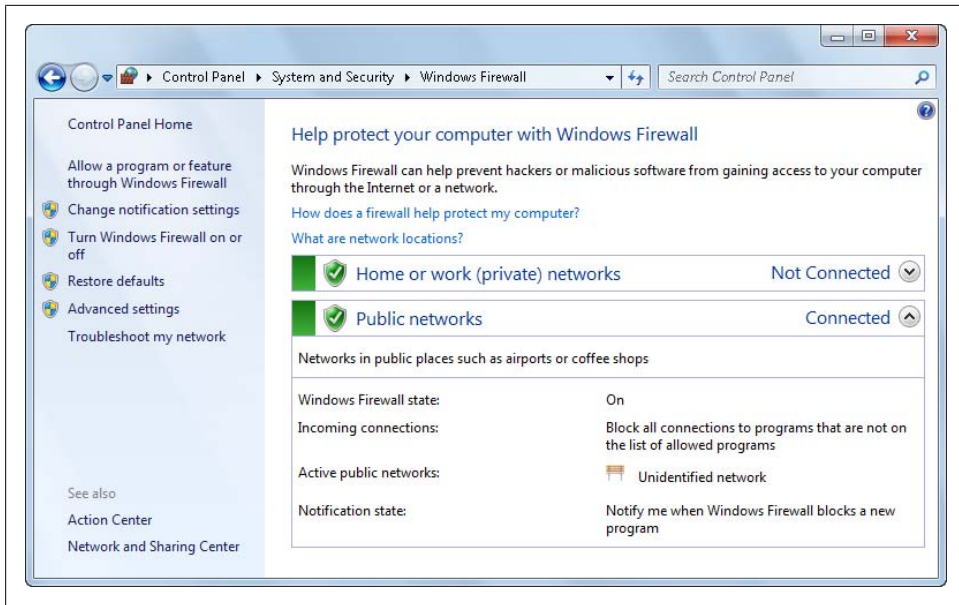 Control Panel ▸ System and Security ▸ Windows Firewall
Search Control Panel
Control Panel Home
Allow a program or feature
through Windows Firewall
Change notification settings
Turn Windows Firewall on or
off
Restore defaults
Advanced settings
Troubleshoot my network
See also
Action Center
Network and Sharing Center
Help protect your computer with Windows Firewall
Windows Firewall can help prevent hackers or malicious software from gaining access to your computer
through the Internet or a network.
How does a firewall help protect my computer?
What are network locations?
Home or work (private) networks Not Connected
Public networks Connected
Networks in public places such as airports or coffee shops
Windows Firewall state: On
Incoming connections: Block all connections to programs that are not on
the list of allowed programs
Active public networks: Unidentified network
Notification state: Notify me when Windows Firewall blocks a new
program